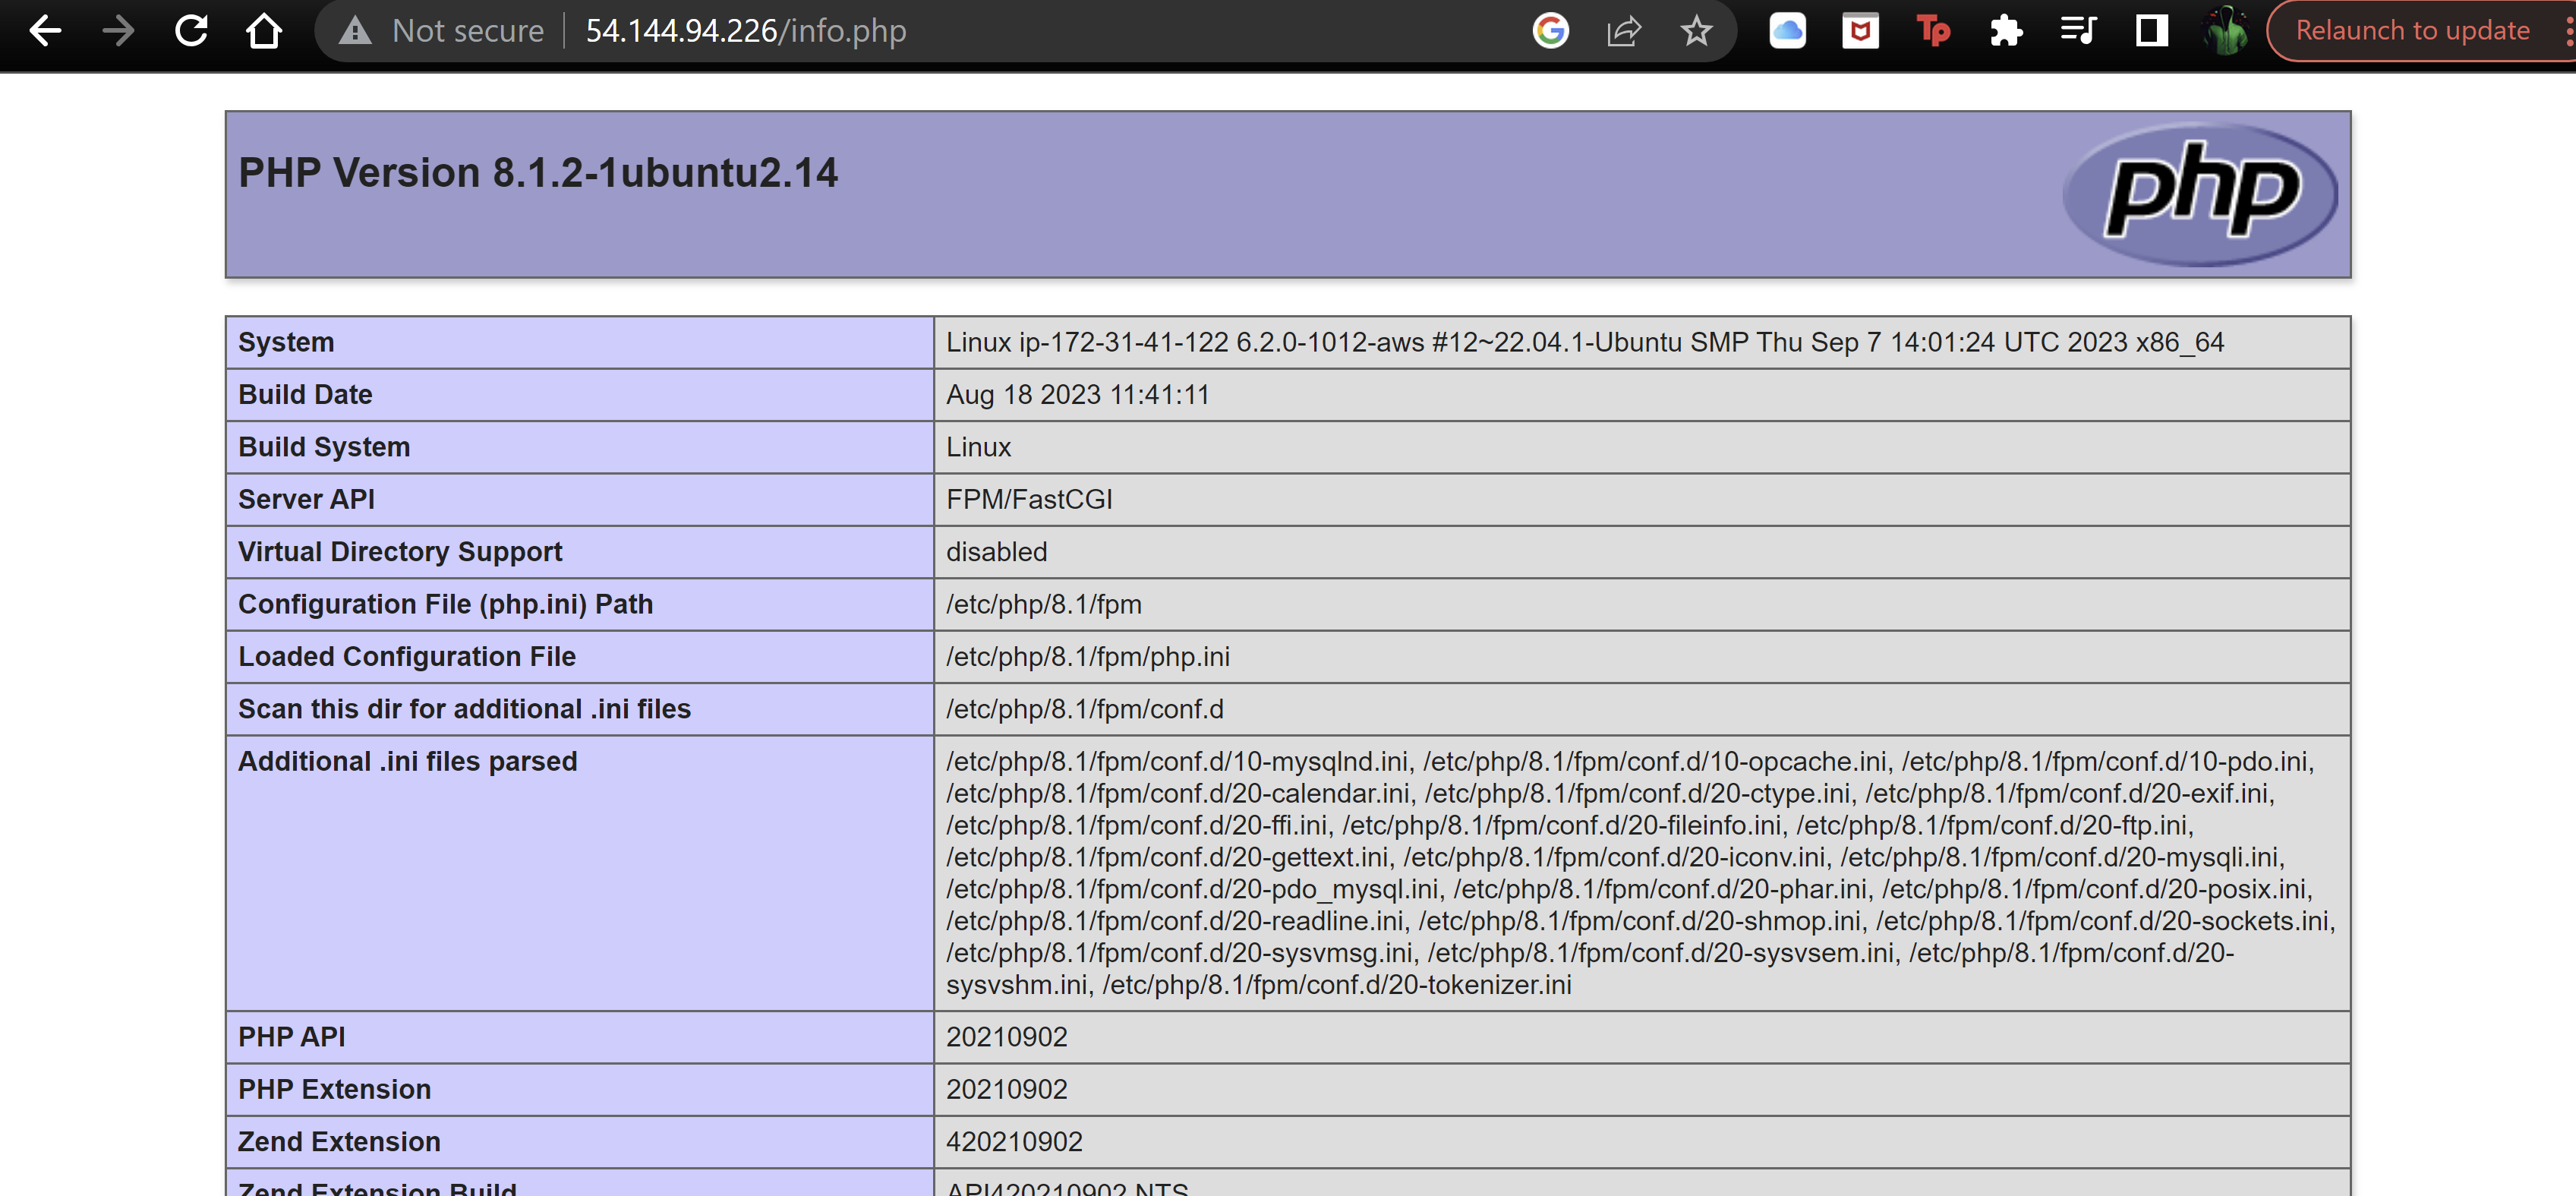 Not secure 54.144.94.226/info.php
Tp
Relaunch to update
PHP Version 8.1.2-1ubuntu2.14
php
System Linux ip-172-31-41-122 6.2.0-1012-aws #12~22.04.1-Ubuntu SMP Thu Sep 7 14:01:24 UTC 2023 x86_64
Build Date Aug 18 2023 11:41:11
Build System Linux
Server API FPM/FastCGI
Virtual Directory Support disabled
Configuration File (php.ini) Path /etc/php/8.1/fpm
Loaded Configuration File /etc/php/8.1/fpm/php.ini
Scan this dir for additional .ini files /etc/php/8.1/fpm/conf.d
Additional .ini files parsed /etc/php/8.1/fpm/conf.d/10-mysqlnd.ini, /etc/php/8.1/fpm/conf.d/10-opcache.ini, /etc/php/8.1/fpm/conf.d/10-pdo.ini,
/etc/php/8.1/fpm/conf.d/20-calendar.ini, /etc/php/8.1/fpm/conf.d/20-ctype.ini, /etc/php/8.1/fpm/conf.d/20-exif.ini,
/etc/php/8.1/fpm/conf.d/20-ffi.ini, /etc/php/8.1/fpm/conf.d/20-fileinfo.ini, /etc/php/8.1/fpm/conf.d/20-ftp.ini,
/etc/php/8.1/fpm/conf.d/20-gettext.ini, /etc/php/8.1/fpm/conf.d/20-iconv.ini, /etc/php/8.1/fpm/conf.d/20-mysqli.ini,
/etc/php/8.1/fpm/conf.d/20-pdo_mysql.ini, /etc/php/8.1/fpm/conf.d/20-phar.ini, /etc/php/8.1/fpm/conf.d/20-posix.ini,
/etc/php/8.1/fpm/conf.d/20-readline.ini, /etc/php/8.1/fpm/conf.d/20-shmop.ini, /etc/php/8.1/fpm/conf.d/20-sockets.ini,
/etc/php/8.1/fpm/conf.d/20-sysvmsg.ini, /etc/php/8.1/fpm/conf.d/20-sysvsem.ini, /etc/php/8.1/fpm/conf.d/20-
sysvshm.ini, /etc/php/8.1/fpm/conf.d/20-tokenizer.ini
PHP API 20210902
PHP Extension 20210902
Zend Extension 420210902
Zend Extension Build API420210902,NTS